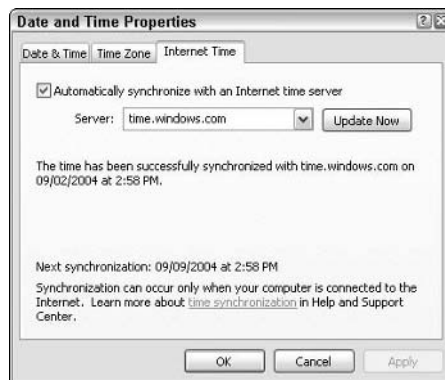 Date and Time Properties
Date & Time Time Zone Internet Time
Automatically synchronize with an Internet time server
Server: time.windows.com Update Now
The time has been successfully synchronized with time.windows.com on
09/02/2004 at 2:58 PM.
Next synchronization: 09/09/2004 at 2:58 PM
Synchronization can occur only when your computer is connected to the
Internet. Learn more about time synchronization in Help and Support
Center.
OK Cancel Apply